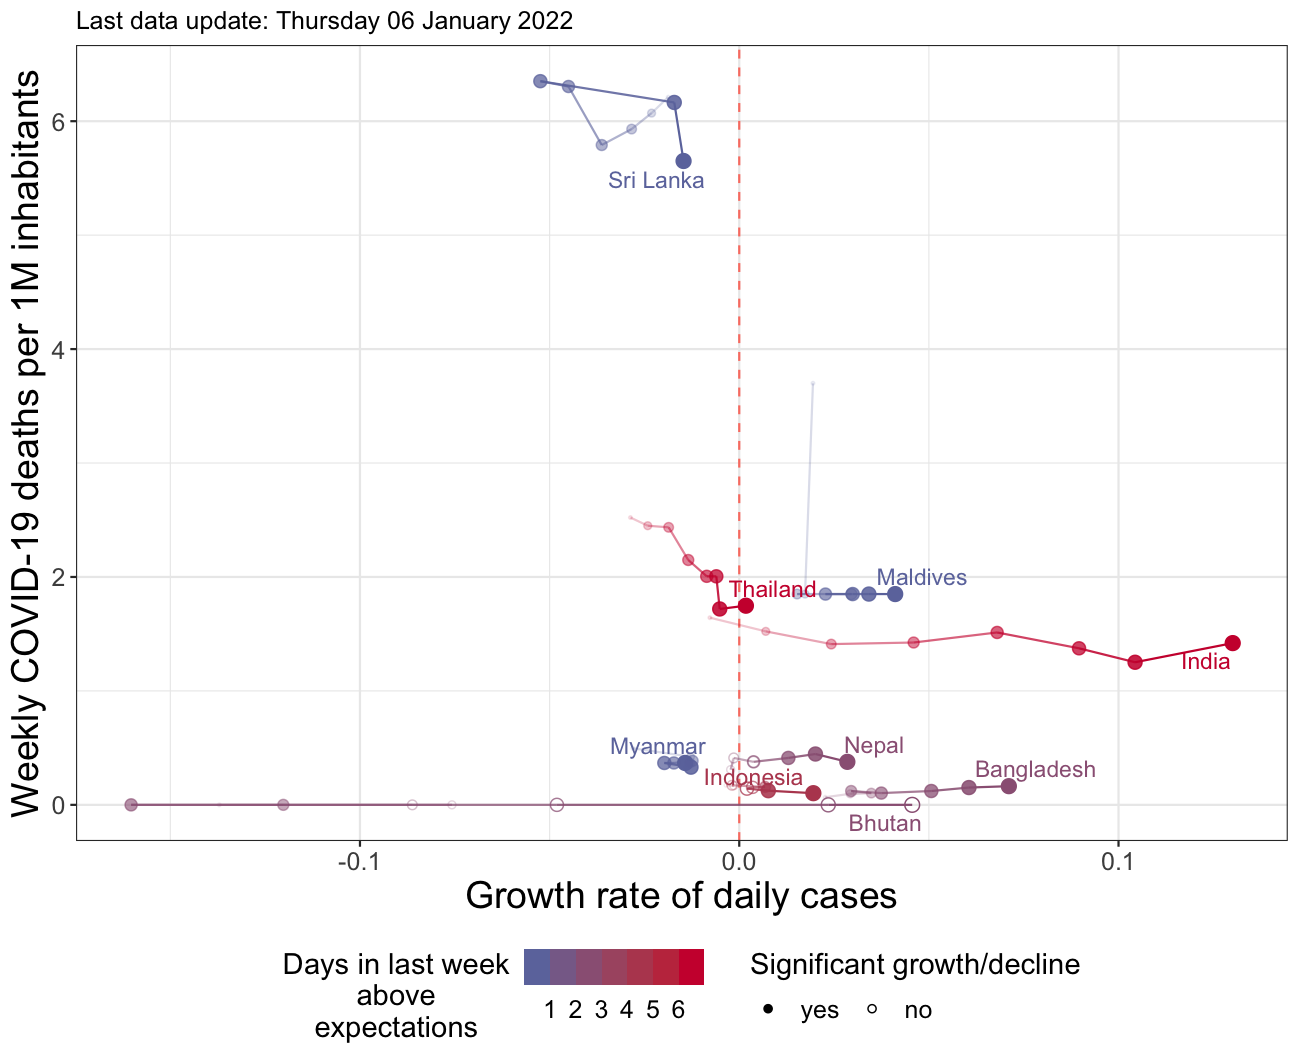 Last data update: Thursday 06 January 2022
Weekly COVID-19 deaths per 1M inhabitants
6
4
2
0
Sri Lanka
Maldives
Thailand
India
Myanmar
Nepal
Indonesia
Bangladesh
Bhutan
-0.1
0.0
0.1
Growth rate of daily cases
Days in last week
above
expectations
1 2 3 4 5 6
Significant growth/decline
yes
no